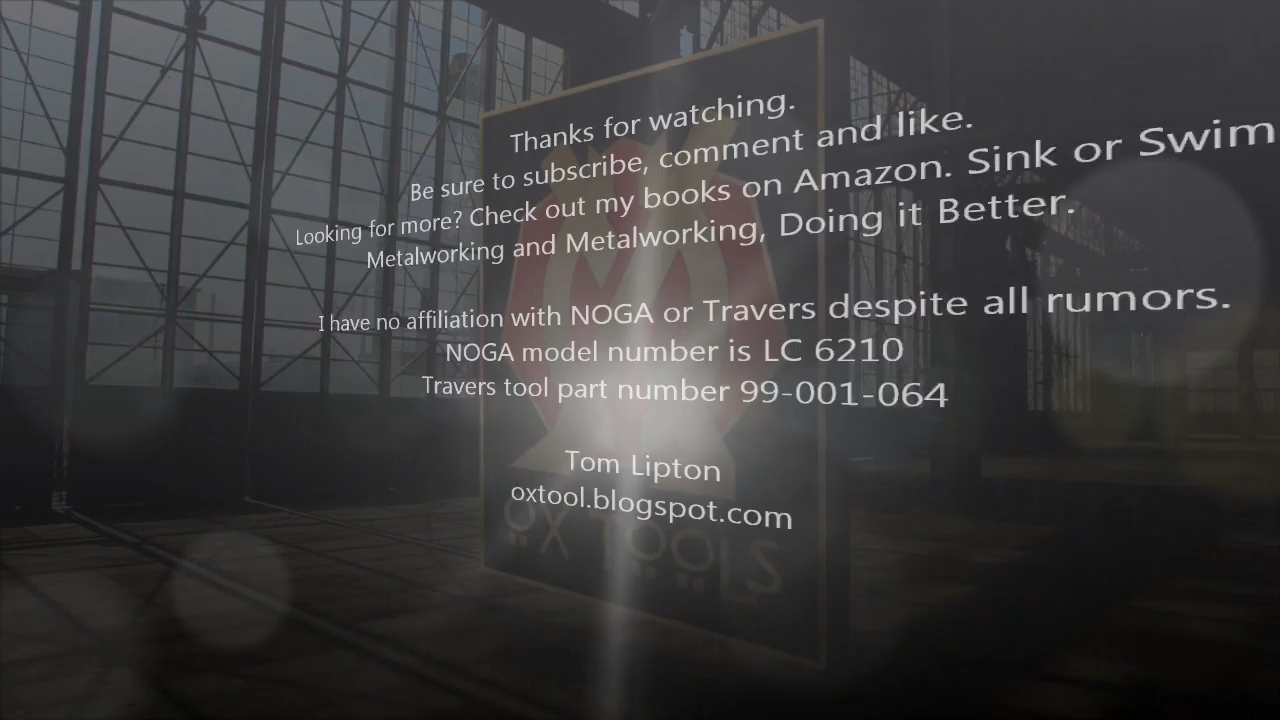 Thanks for watching.
Be sure to subscribe, comment and like.
Looking for more? Check out my books on Amazon. Sink or Swim
Metalworking and Metalworking, Doing it Better.
I have no affiliation with NOGA or Travers despite all rumors.
NOGA model number is LC 6210
Travers tool part number 99-001-064
Tom Lipton
oxtool.blogspot.com
OX TOOLS